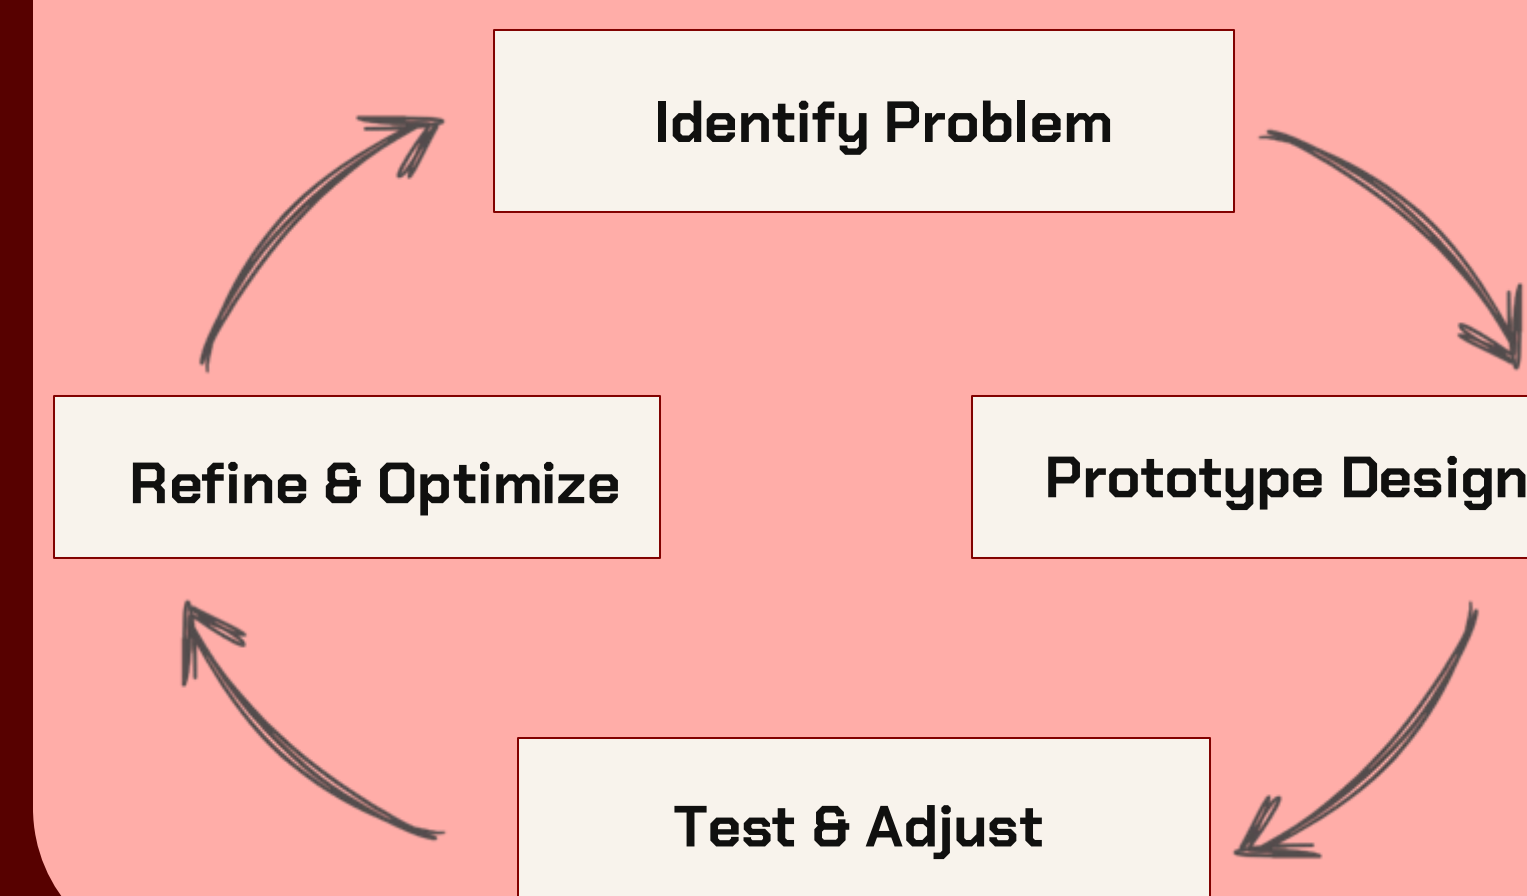 Identify Problem
Refine & Optimize
Prototype Design
Test & Adjust